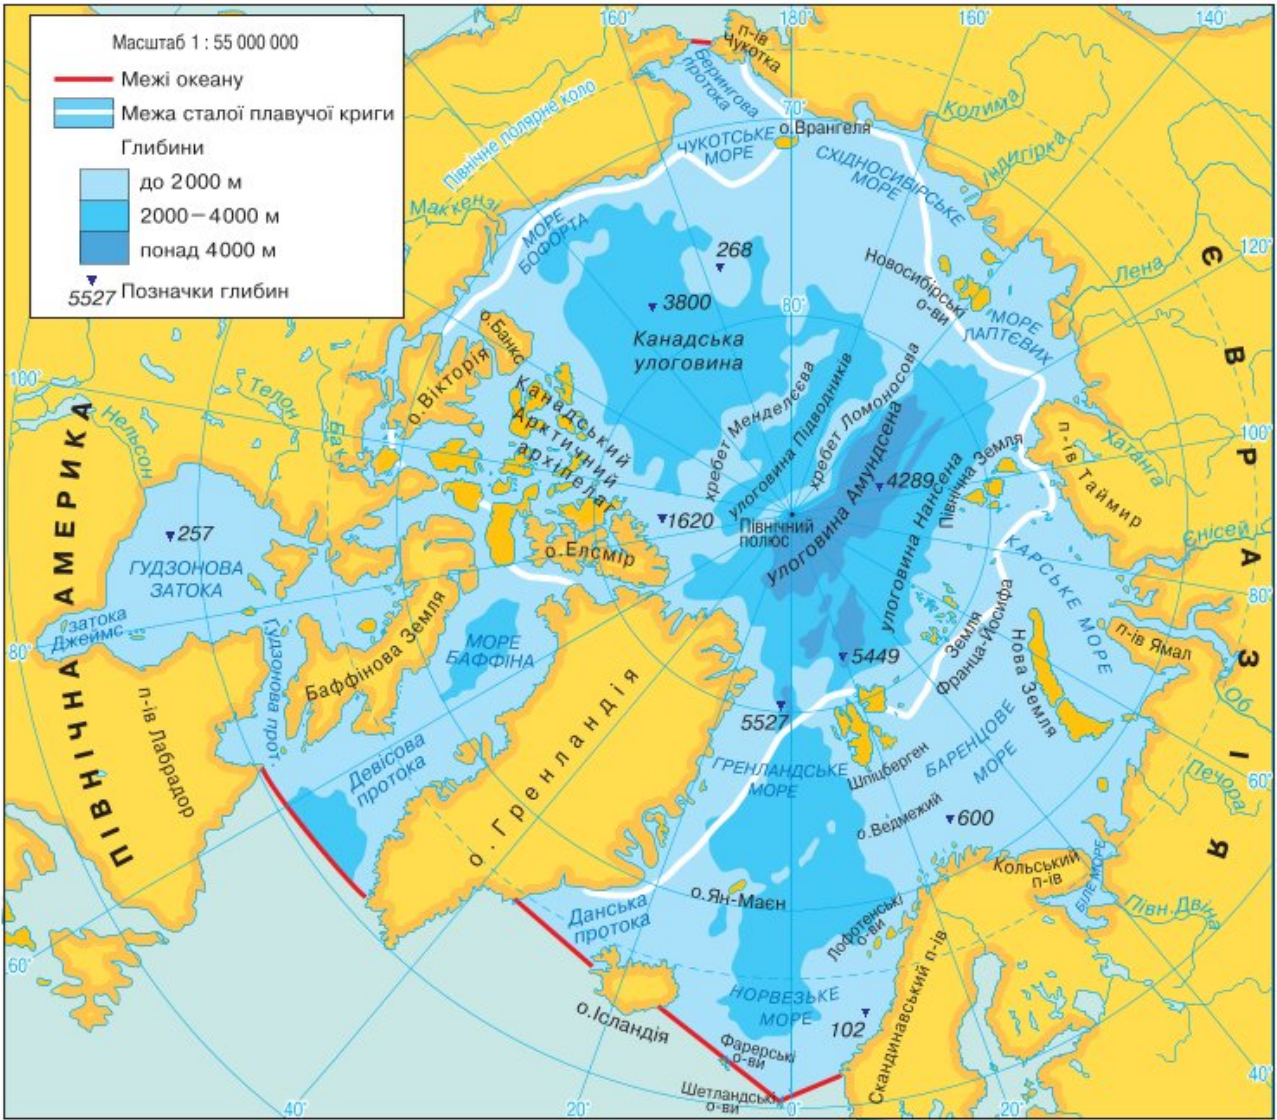 Масштаб 1 : 55 000 000
Межі океану
Межа сталої плавучої криги
Глибини
до 2000 м
2000–4000 м
понад 4000 м
5527 Позначки глибин
160°
180°
160°
140°
п-ів
Чукотка
Берингова
протока
70°
о.Врангеля
Колима
Індигірка
Північне полярне коло
ЧУКОТСЬКЕ
МОРЕ
СХІДНОСИБІРСЬКЕ
МОРЕ
Маккензі
МОРЕ
БОФОРТА
268
3800
80°
Новосибірські
о-ви
Лена
120°
МОРЕ
ЛАПТЄВИХ
Канадська
улоговина
о.Банкс
о.Вікторія
Канадський
Арктичний
архіпелаг
хребет Менделєєва
улоговина Підводників
хребет Ломоносова
улоговина Амундсена
улоговина Нансена
4289
Північна Земля
п-ів Таймир
Хатанга
100°
Єнісей
100°
Телон
Нельсон
Бак
ПІВНІЧНА АМЕРИКА
ЄВРАЗІЯ
257
ГУДЗОНОВА
ЗАТОКА
затока
Джеймс
80°
1620
Північний
полюс
о.Елсмір
КАРСЬКЕ МОРЕ
80°
п-ів Ямал
Гудзонова прот.
Баффінова Земля
МОРЕ
БАФФІНА
о. Гренландія
5449
5527
Земля
Франца-Йосифа
Нова Земля
Об
п-ів Лабрадор
Девісова
протока
ГРЕНЛАНДСЬКЕ
МОРЕ
Шпіцберген
БАРЕНЦОВЕ
МОРЕ
Печора
60°
о.Ведмежий
600
Кольський
п-ів
БІЛЕ МОРЕ
Півн.Двіна
о.Ян-Маєн
Данська
протока
Лофотенські
о-ви
60°
Скандинавський п-ів
НОРВЕЗЬКЕ
МОРЕ
102
о.Ісландія
Фарерські
о-ви
Шетландські
о-ви
40°
20°
0°
20°
40°